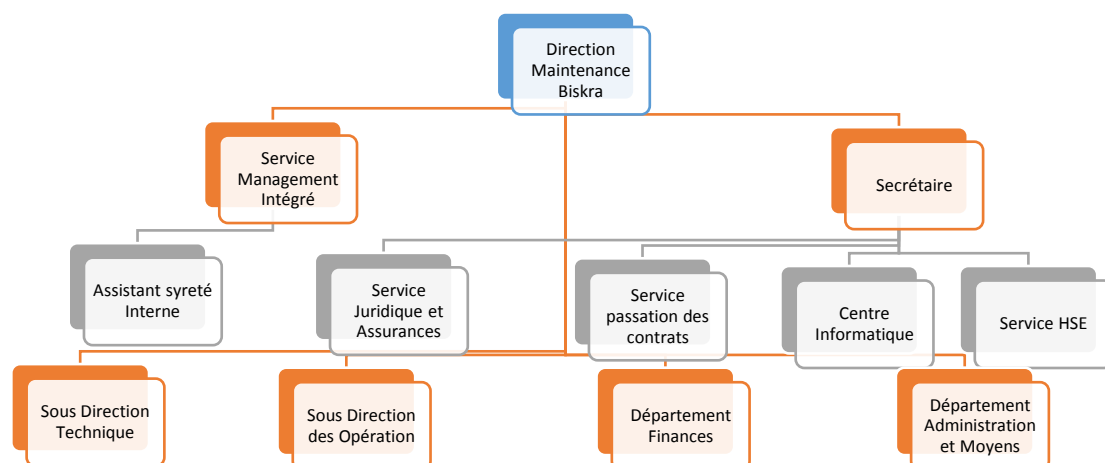 Direction
Maintenance
Biskra
Service
Management
Intégré
Secrétaire
Assistant syreté
Interne
Service
Juridique et
Assurances
Service
passation des
contrats
Centre
Informatique
Service HSE
Sous Direction
Technique
Sous Direction
des Opération
Département
Finances
Département
Administration
et Moyens